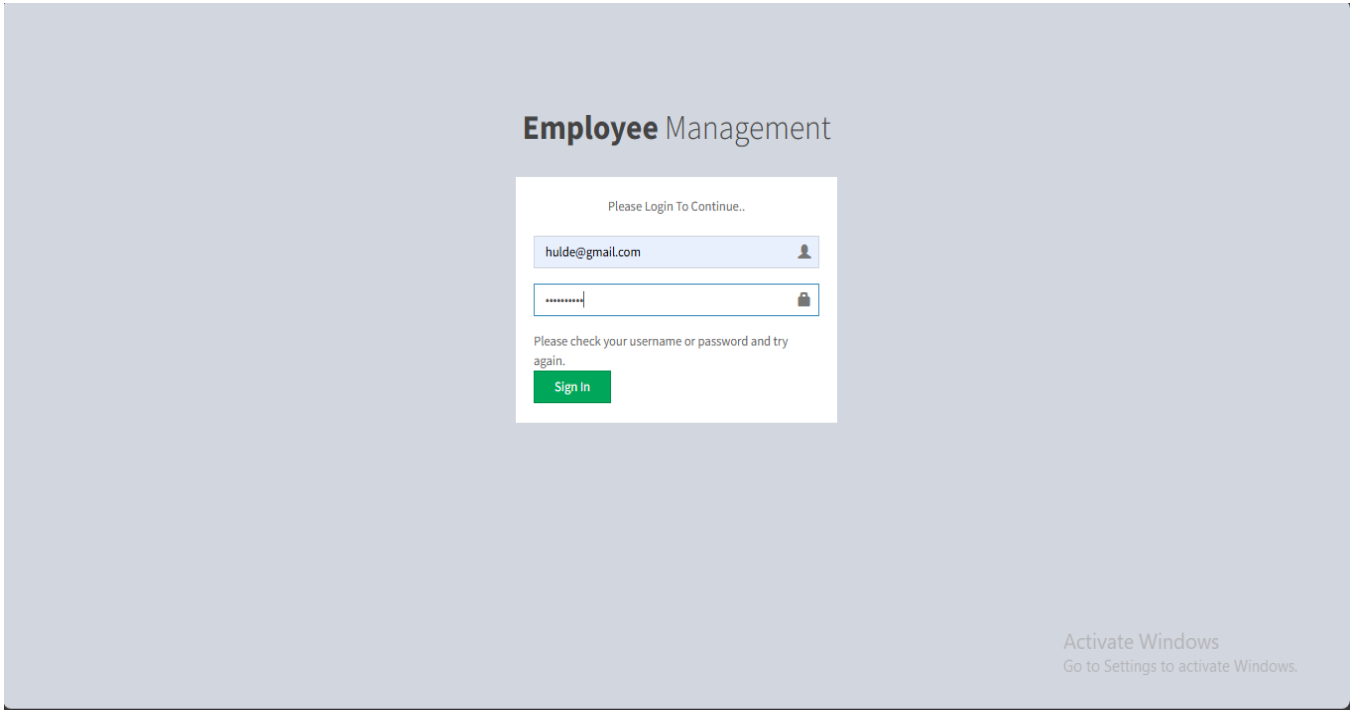 Employee Management
Please Login To Continue..
hulde@gmail.com
••••••••••
Please check your username or password and try
again.
Sign In
Activate Windows
Go to Settings to activate Windows.